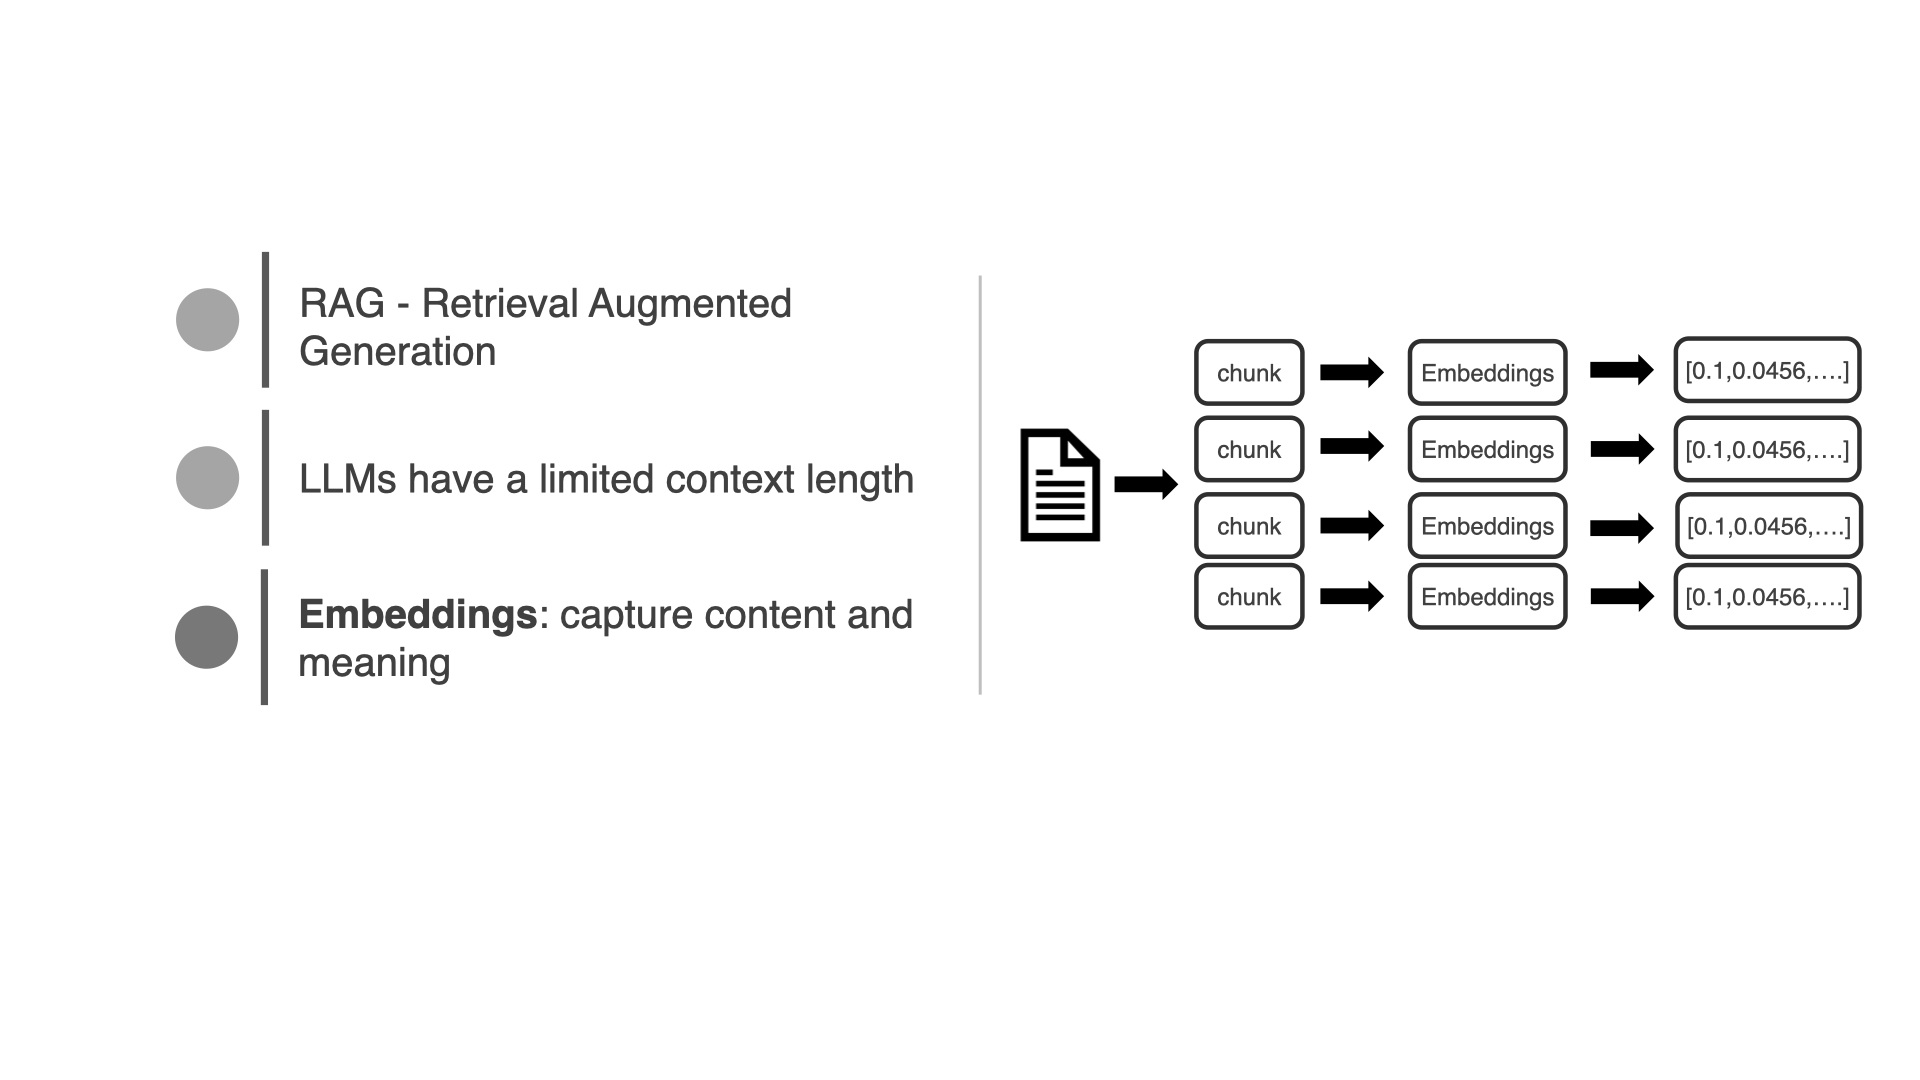 RAG - Retrieval Augmented
Generation
LLMs have a limited context length
Embeddings: capture content and
meaning
chunk
Embeddings
[0.1,0.0456,….]
chunk
Embeddings
[0.1,0.0456,….]
chunk
Embeddings
[0.1,0.0456,….]
chunk
Embeddings
[0.1,0.0456,….]